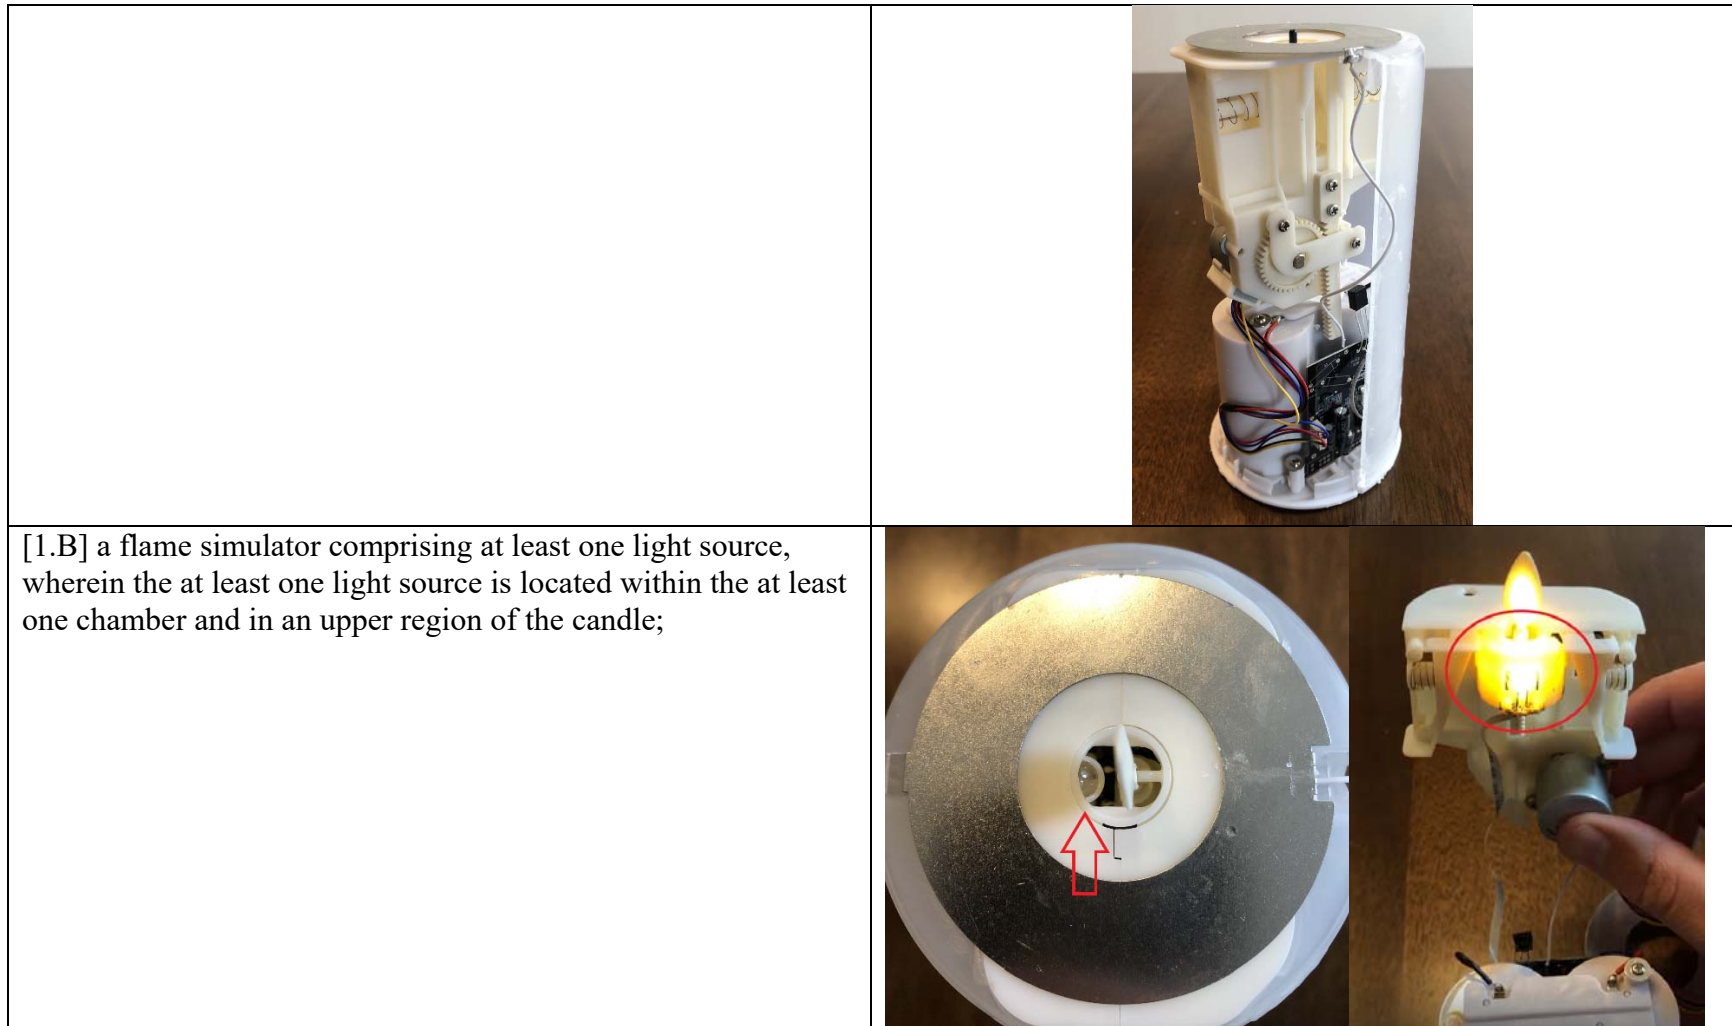 [1.B] a flame simulator comprising at least one light source,
wherein the at least one light source is located within the at least
one chamber and in an upper region of the candle;